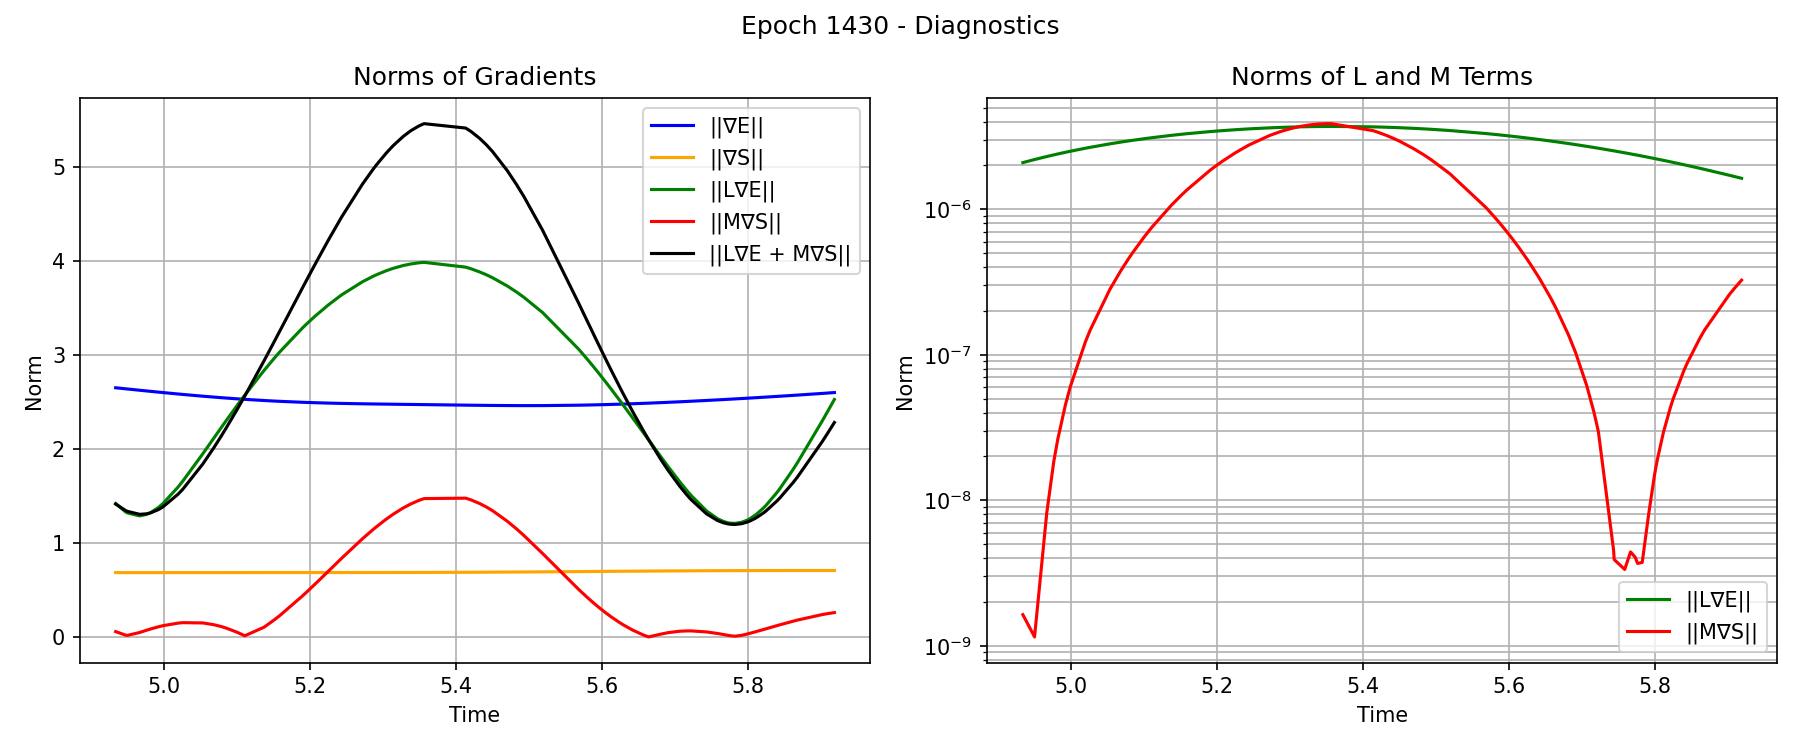 Epoch 1430 - Diagnostics
Norms of Gradients
||∇E||
||∇S||
||L∇E||
||M∇S||
||L∇E + M∇S||
5
4
3
2
1
0
Norm
5.0 5.2 5.4 5.6 5.8
Time
Norms of L and M Terms
10⁻⁶
10⁻⁷
10⁻⁸
10⁻⁹
Norm
||L∇E||
||M∇S||
5.0 5.2 5.4 5.6 5.8
Time